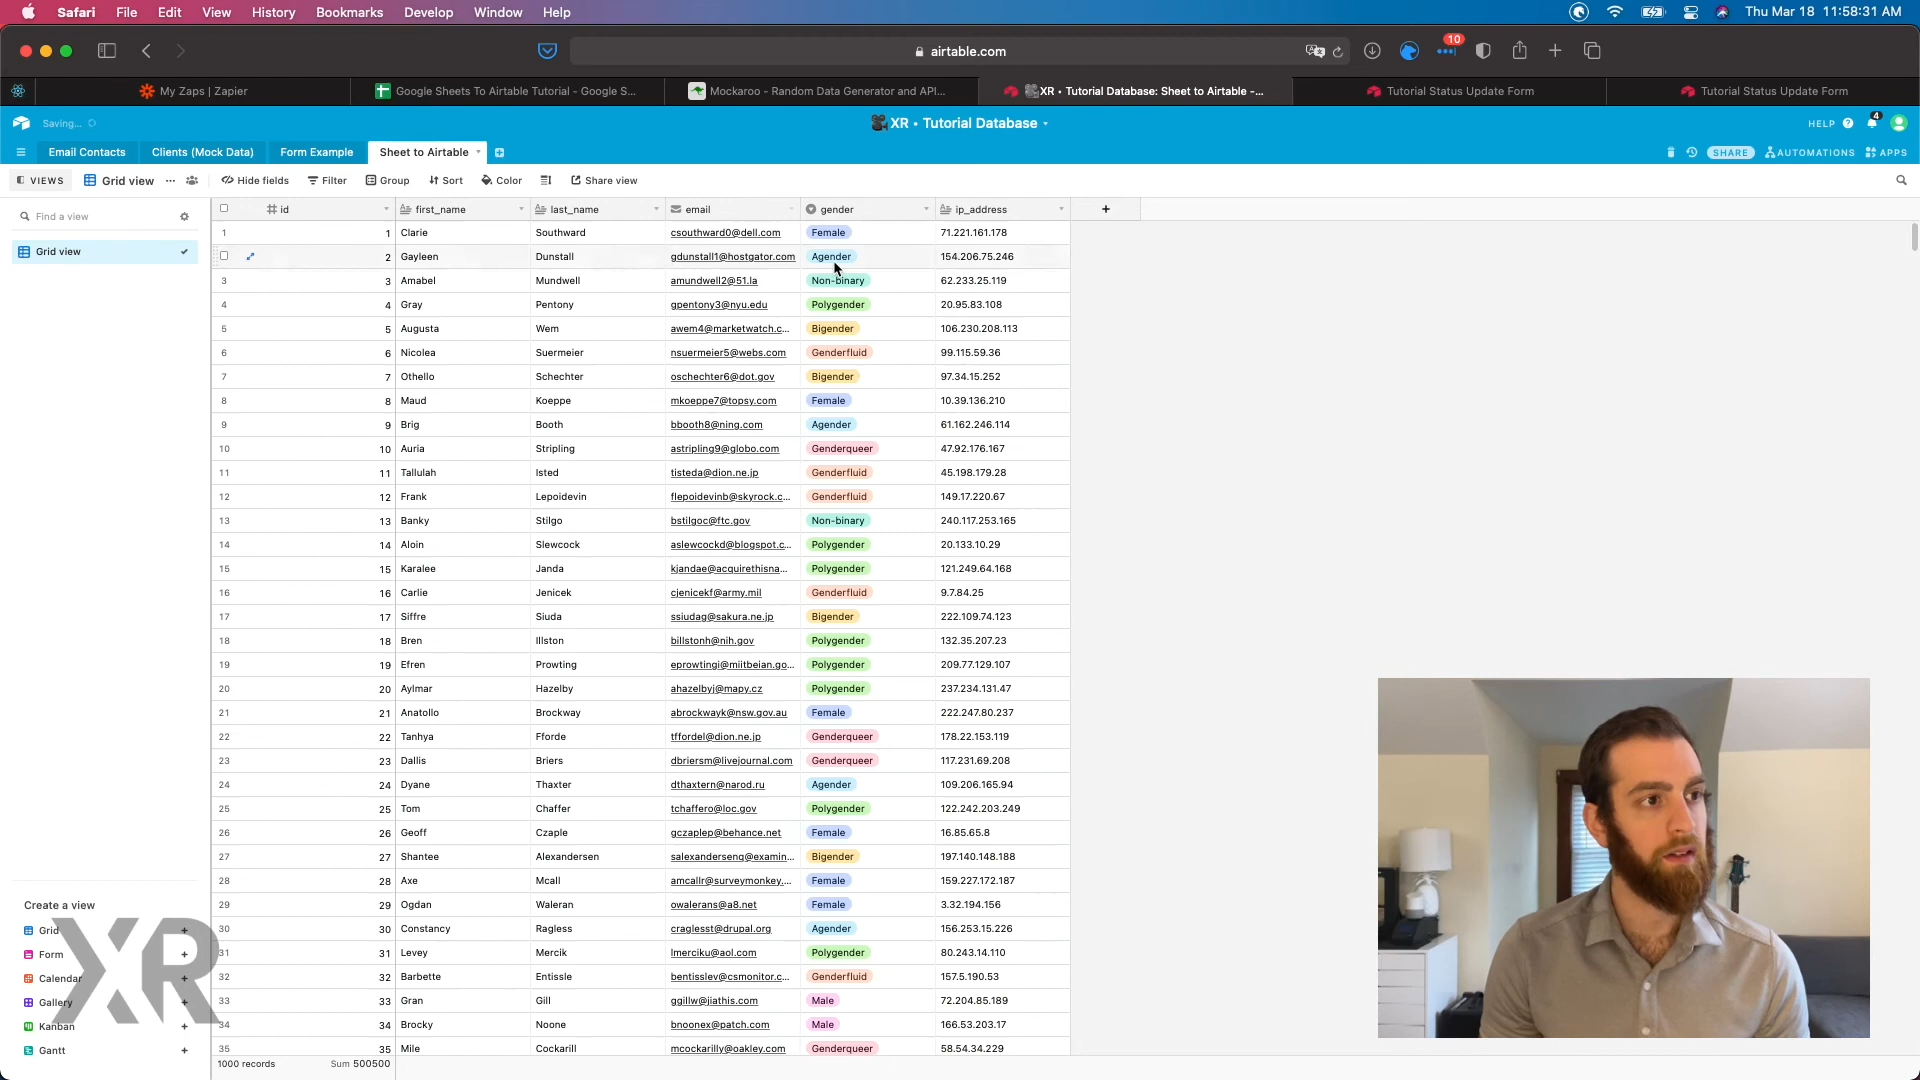 Safari File Edit View History Bookmarks Develop Window Help Thu Mar 18 11:58:31 AM
airtable.com 10
My Zaps | Zapier Google Sheets To Airtable Tutorial - Google S... Mockaroo - Random Data Generator and API... XR • Tutorial Database: Sheet to Airtable -... Tutorial Status Update Form Tutorial Status Update Form
Saving... XR • Tutorial Database HELP 4
Email Contacts Clients (Mock Data) Form Example Sheet to Airtable SHARE AUTOMATIONS APPS
VIEWS Grid view Hide fields Filter Group Sort Color Share view
Find a view id first_name last_name email gender ip_address
1 1 Clarie Southward csouthward0@dell.com Female 71.221.161.178
Grid view 2 Gayleen Dunstall gdunstall1@hostgator.com Agender 154.206.75.246
3 3 Amabel Mundwell amundwell2@51.la Non-binary 62.233.25.119
4 4 Gray Pentony gpentony3@nyu.edu Polygender 20.95.83.108
5 5 Augusta Wem awem4@marketwatch.c... Bigender 106.230.208.113
6 6 Nicolea Suermeier nsuermeier5@webs.com Genderfluid 99.115.59.36
7 7 Othello Schechter oschechter6@dot.gov Bigender 97.34.15.252
8 8 Maud Koeppe mkoeppe7@topsy.com Female 10.39.136.210
9 9 Brig Booth bbooth8@ning.com Agender 61.162.246.114
10 10 Auria Stripling astripling9@globo.com Genderqueer 47.92.176.167
11 11 Tallulah Isted tisteda@dion.ne.jp Genderfluid 45.198.179.28
12 12 Frank Lepoidevin flepoidevinb@skyrock.c... Genderfluid 149.17.220.67
13 13 Banky Stilgo bstilgoc@ftc.gov Non-binary 240.117.253.165
14 14 Aloin Slewcock aslewcockd@blogspot.c... Polygender 20.133.10.29
15 15 Karalee Janda kjandae@acquirethisna... Polygender 121.249.64.168
16 16 Carlie Jenicek cjenicekf@army.mil Genderfluid 9.7.84.25
17 17 Siffre Siuda ssiudag@sakura.ne.jp Bigender 222.109.74.123
18 18 Bren Illston billstonh@nih.gov Polygender 132.35.207.23
19 19 Efren Prowting eprowtingi@miitbeian.go... Polygender 209.77.129.107
20 20 Aylmar Hazelby ahazelbyj@mapy.cz Polygender 237.234.131.47
21 21 Anatollo Brockway abrockwayk@nsw.gov.au Female 222.247.80.237
22 22 Tanhya Fforde tffordel@dion.ne.jp Genderqueer 178.22.153.119
23 23 Dallis Briers dbriersm@livejournal.com Genderqueer 117.231.69.208
24 24 Dyane Thaxter dthaxtern@narod.ru Agender 109.206.165.94
25 25 Tom Chaffer tchaffero@loc.gov Polygender 122.242.203.249
26 26 Geoff Czaple gczaplep@behance.net Female 16.85.65.8
27 27 Shantee Alexandersen salexandersenq@examin... Bigender 197.140.148.188
28 28 Axe Mcall amcallr@surveymonkey.... Female 159.227.172.187
Create a view 29 29 Ogdan Waleran owalerans@a8.net Female 3.32.194.156
Grid 30 30 Constancy Ragless craglesst@drupal.org Agender 156.253.15.226
Form 31 31 Levey Mercik lmerciku@aol.com Polygender 80.243.14.110
Calendar 32 32 Barbette Entissle bentisslev@csmonitor.c... Genderfluid 157.5.190.53
XR
Gallery 33 33 Gran Gill ggillw@jiathis.com Male 72.204.85.189
Kanban 34 34 Brocky Noone bnoonex@patch.com Male 166.53.203.17
Gantt 35 35 Mile Cockarill mcockarilly@oakley.com Genderqueer 58.54.34.229
1000 records Sum 500500